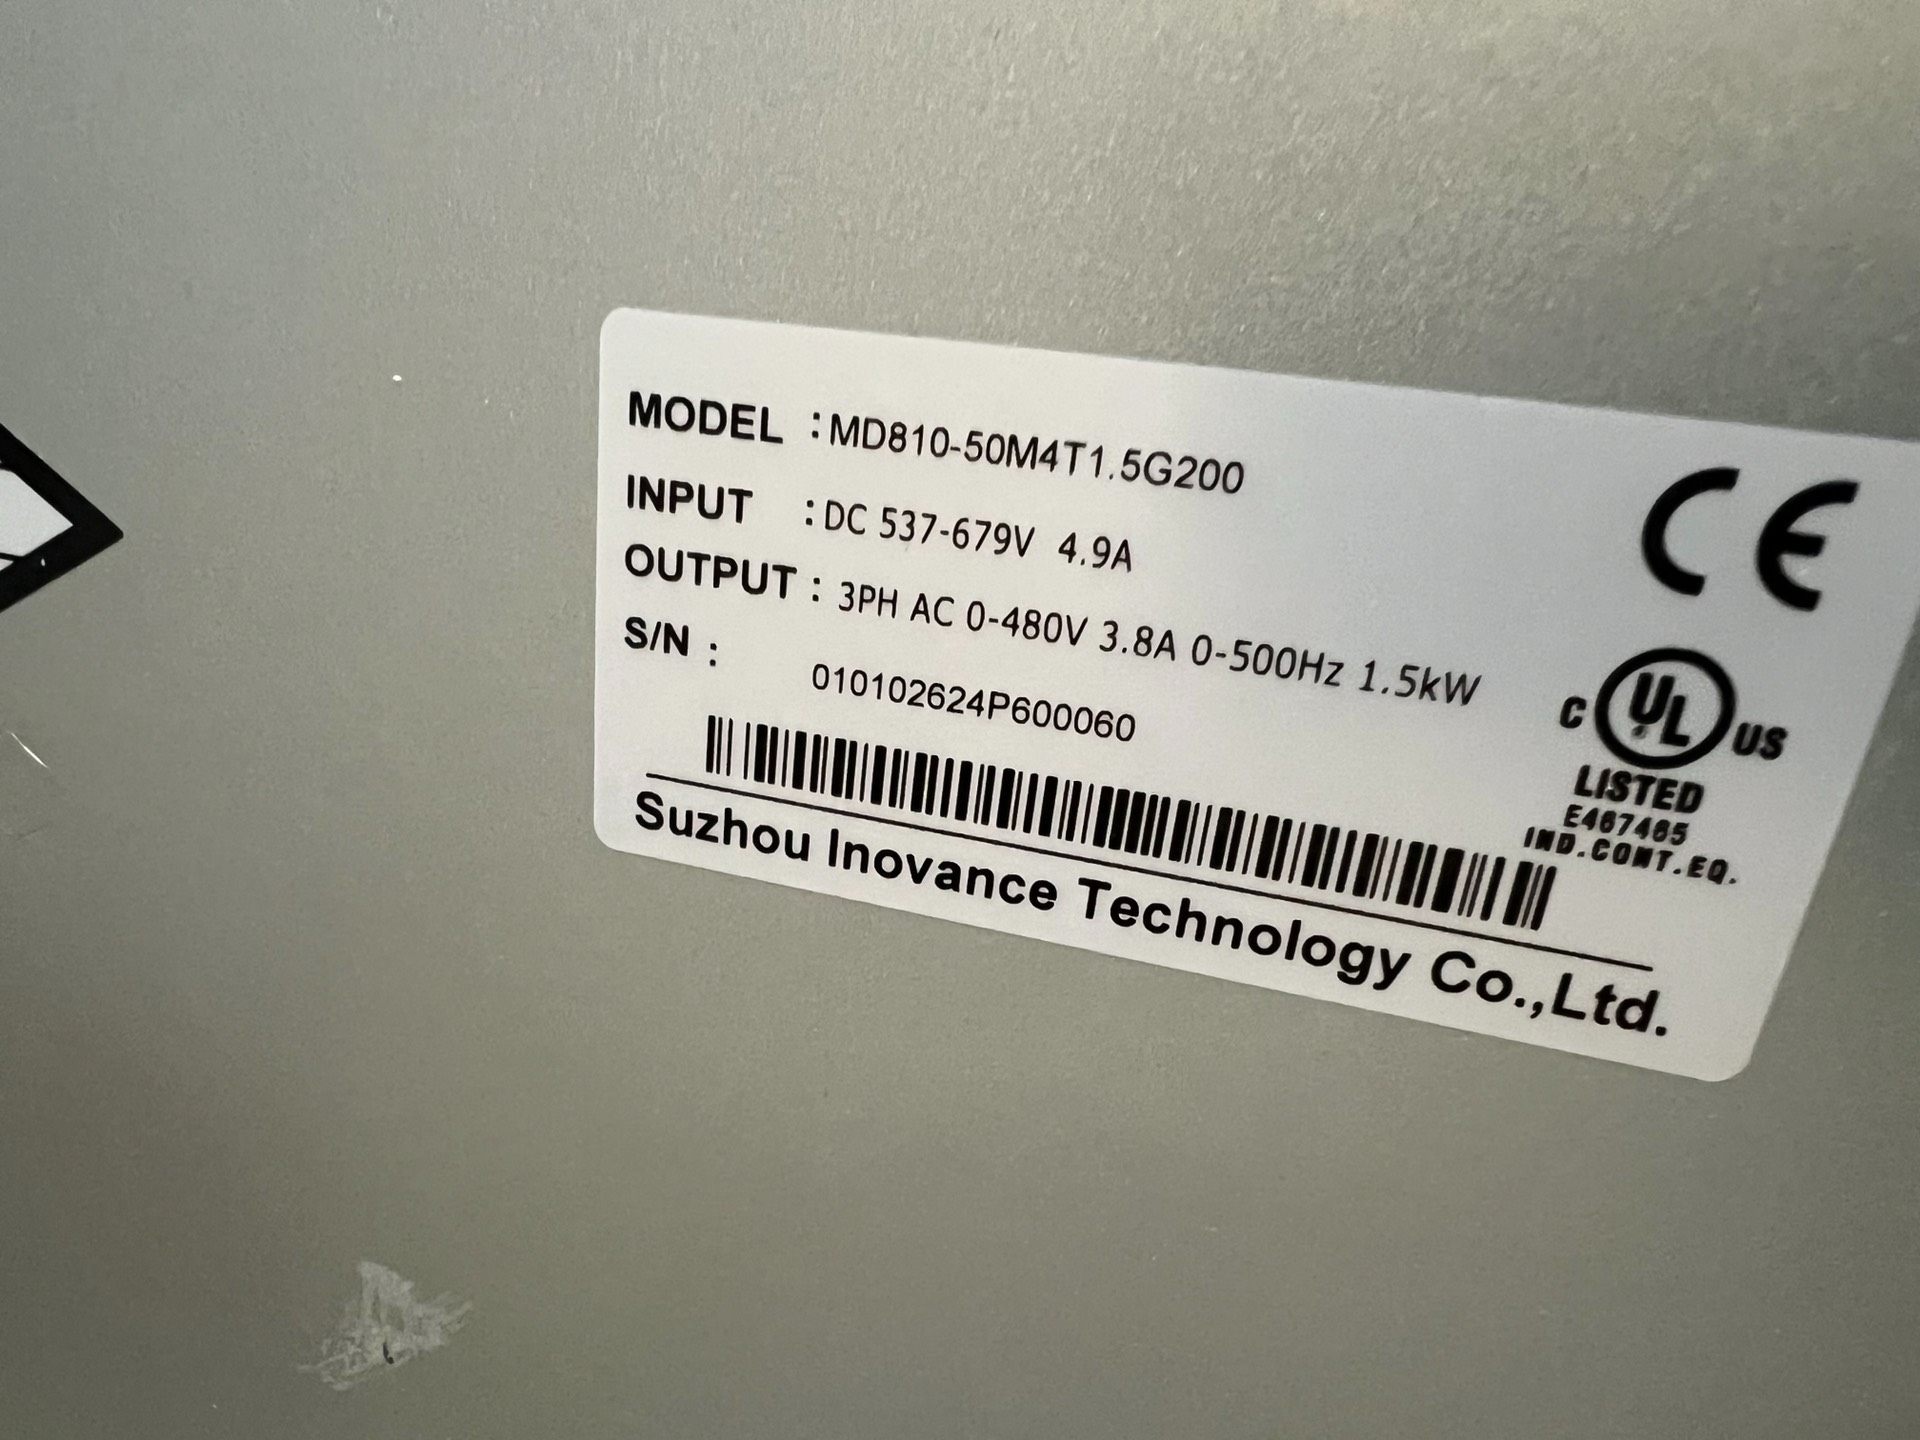 MODEL :MD810-50M4T1.5G200
INPUT :DC 537-679V 4.9A
OUTPUT : 3PH AC 0-480V 3.8A 0-500Hz 1.5kW
S/N :
010102624P600060
CE
C UL US
LISTED
E467465
IND.CONT.EQ.
Suzhou Inovance Technology Co.,Ltd.